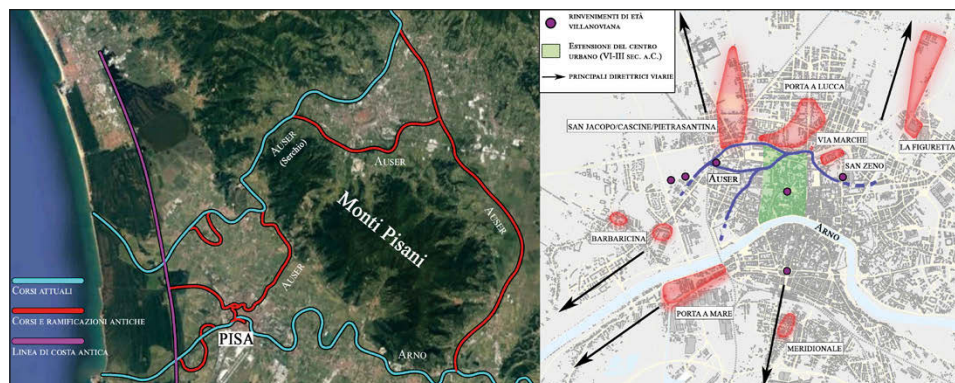 Auser
(Serchio)
Auser
Auser
Monti Pisani
Auser
Corsi attuali
Corsi e ramificazioni antiche
PISA
Linea di costa antica
Arno
rinvenimenti di età
villanoviana
Estensione del centro
urbano (VI-III sec. a.C.)
principali direttrici viarie
PORTA A LUCCA
SAN JACOPO/CASCINE/PIETRASANTINA
VIA MARCHE
LA FIGURETTA
SAN ZENO
Auser
BARBARICINA
Arno
PORTA A MARE
MERIDIONALE